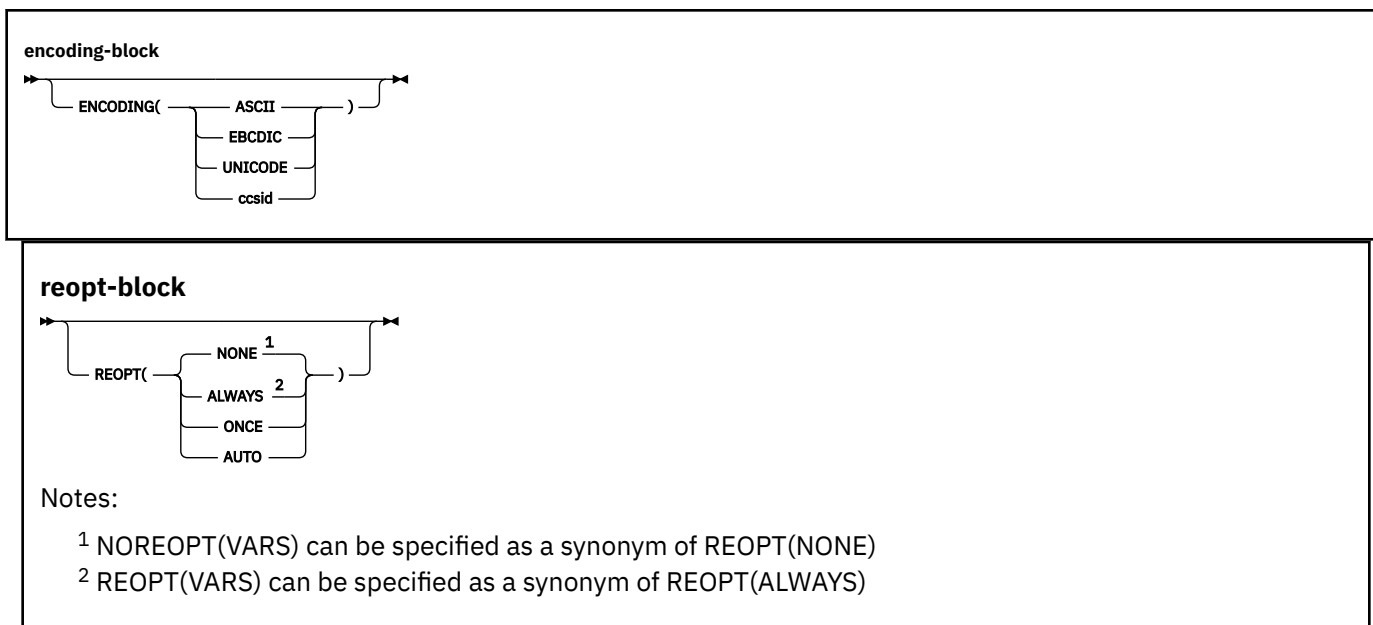 encoding-block
ENCODING( ASCII )
EBCDIC
UNICODE
ccsid
reopt-block
NONE 1
REOPT( )
ALWAYS 2
ONCE
AUTO
Notes:
1 NOREOPT(VARS) can be specified as a synonym of REOPT(NONE)
2 REOPT(VARS) can be specified as a synonym of REOPT(ALWAYS)